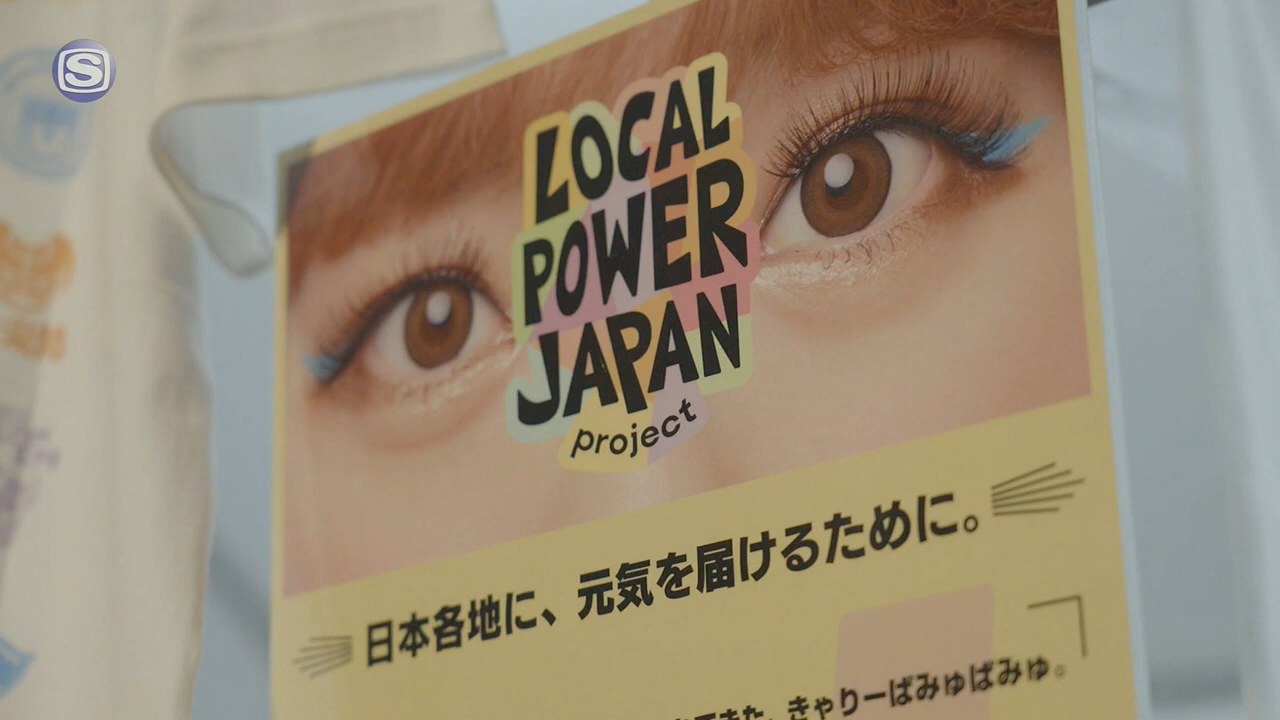 S
LOCAL
POWER
JAPAN
project
日本各地に、元気を届けるために。
きゃりーぱみゅぱみゅ。